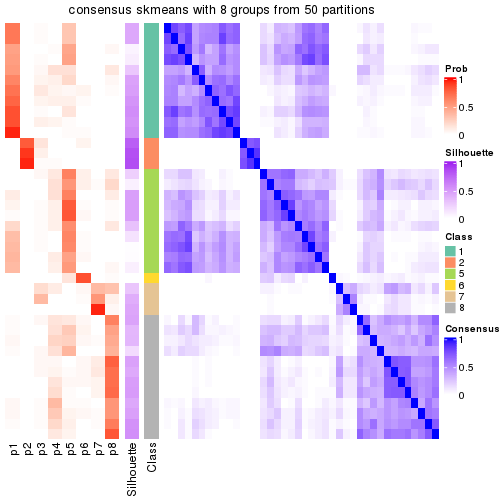 consensus skmeans with 8 groups from 50 partitions
Prob
1
0.5
0
Silhouette
1
0.5
0
Class
1
2
5
6
7
8
Consensus
1
0.5
0
p1
p2
p3
p4
p5
p6
p7
p8
Silhouette
Class